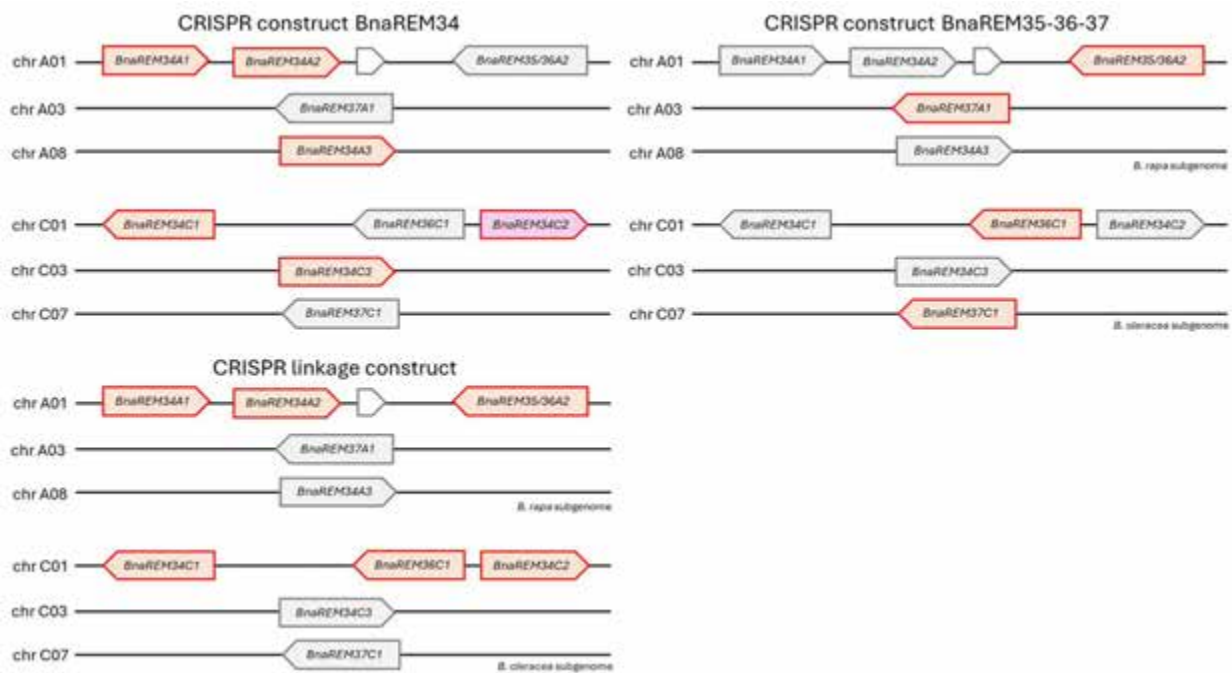 CRISPR construct BnaREM34
chr A01 BnaREM34A1 BnaREM34A2 BnaREM35/36A2
chr A03 BnaREM37A1
chr A08 BnaREM34A3
chr C01 BnaREM34C1 BnaREM36C1 BnaREM34C2
chr C03 BnaREM34C3
chr C07 BnaREM37C1
CRISPR construct BnaREM35-36-37
chr A01 BnaREM34A1 BnaREM34A2 BnaREM35/36A2
chr A03 BnaREM37A1
chr A08 BnaREM34A3
B. rapa subgenome
chr C01 BnaREM34C1 BnaREM36C1 BnaREM34C2
chr C03 BnaREM34C3
chr C07 BnaREM37C1
B. oleracea subgenome
CRISPR linkage construct
chr A01 BnaREM34A1 BnaREM34A2 BnaREM35/36A2
chr A03 BnaREM37A1
chr A08 BnaREM34A3
B. rapa subgenome
chr C01 BnaREM34C1 BnaREM36C1 BnaREM34C2
chr C03 BnaREM34C3
chr C07 BnaREM37C1
B. oleracea subgenome